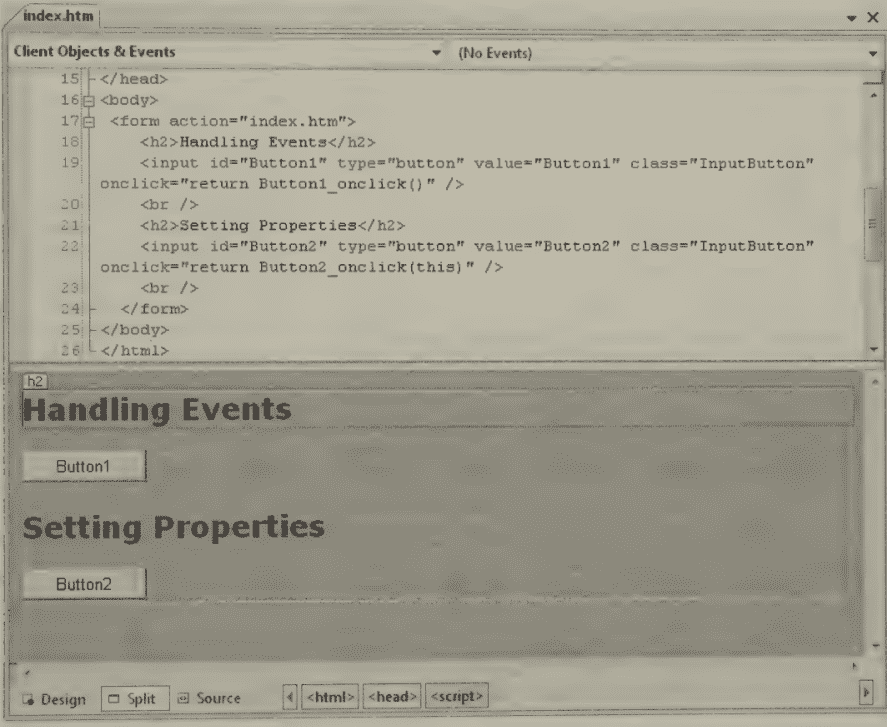 index.htm
Client Objects & Events (No Events)
15 </head>
16 <body>
17 <form action="index.htm">
18 <h2>Handling Events</h2>
19 <input id="Button1" type="button" value="Button1" class="InputButton"
onclick="return Button1_onclick()" />
20 <br />
21 <h2>Setting Properties</h2>
22 <input id="Button2" type="button" value="Button2" class="InputButton"
onclick="return Button2_onclick(this)" />
23 <br />
24 </form>
25 </body>
26 </html>
h2
Handling Events
Button1
Setting Properties
Button2
Design Split Source <html> <head> <script>